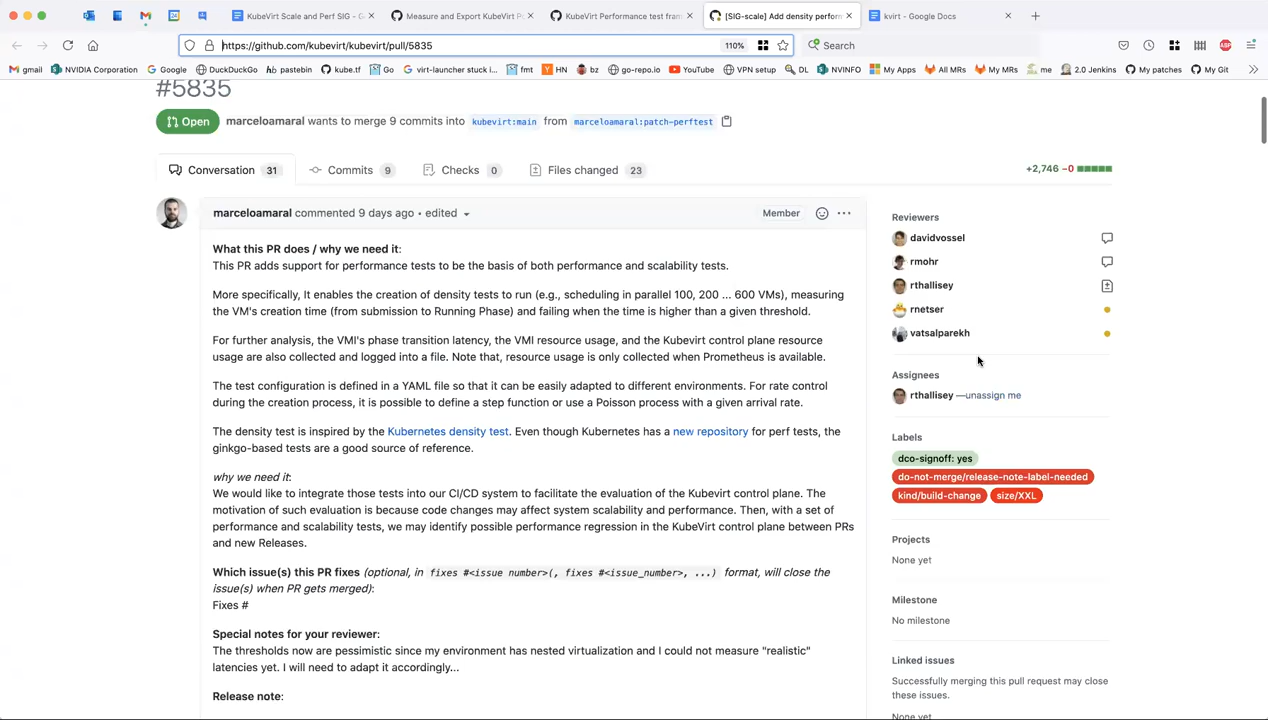 KubeVirt Scale and Perf SIG - G
Measure and Export KubeVirt Po
KubeVirt Performance test fram
[SIG-scale] Add density perform
kvirt - Google Docs
https://github.com/kubevirt/kubevirt/pull/5835
110%
Search
gmail
NVIDIA Corporation
Google
DuckDuckGo
pastebin
kube.tf
Go
virt-launcher stuck i...
fmt
HN
bz
go-repo.io
YouTube
VPN setup
DL
NVINFO
My Apps
All MRs
My MRs
me
2.0 Jenkins
My patches
My Git
#5835
Open
marceloamaral wants to merge 9 commits into kubevirt:main from marceloamaral:patch-perftest
Conversation 31
Commits 9
Checks 0
Files changed 23
+2,746 −0
marceloamaral commented 9 days ago • edited
Member
What this PR does / why we need it:
This PR adds support for performance tests to be the basis of both performance and scalability tests.
More specifically, It enables the creation of density tests to run (e.g., scheduling in parallel 100, 200 ... 600 VMs), measuring
the VM's creation time (from submission to Running Phase) and failing when the time is higher than a given threshold.
For further analysis, the VMI's phase transition latency, the VMI resource usage, and the Kubevirt control plane resource
usage are also collected and logged into a file. Note that, resource usage is only collected when Prometheus is available.
The test configuration is defined in a YAML file so that it can be easily adapted to different environments. For rate control
during the creation process, it is possible to define a step function or use a Poisson process with a given arrival rate.
The density test is inspired by the Kubernetes density test. Even though Kubernetes has a new repository for perf tests, the
ginkgo-based tests are a good source of reference.
why we need it:
We would like to integrate those tests into our CI/CD system to facilitate the evaluation of the Kubevirt control plane. The
motivation of such evaluation is because code changes may affect system scalability and performance. Then, with a set of
performance and scalability tests, we may identify possible performance regression in the KubeVirt control plane between PRs
and new Releases.
Which issue(s) this PR fixes (optional, in fixes #<issue number>(, fixes #<issue_number>, ...) format, will close the
issue(s) when PR gets merged):
Fixes #
Special notes for your reviewer:
The thresholds now are pessimistic since my environment has nested virtualization and I could not measure "realistic"
latencies yet. I will need to adapt it accordingly...
Release note:
Reviewers
davidvossel
rmohr
rthallisey
rnetser
vatsalparekh
Assignees
rthallisey —unassign me
Labels
dco-signoff: yes
do-not-merge/release-note-label-needed
kind/build-change
size/XXL
Projects
None yet
Milestone
No milestone
Linked issues
Successfully merging this pull request may close
these issues.
None yet